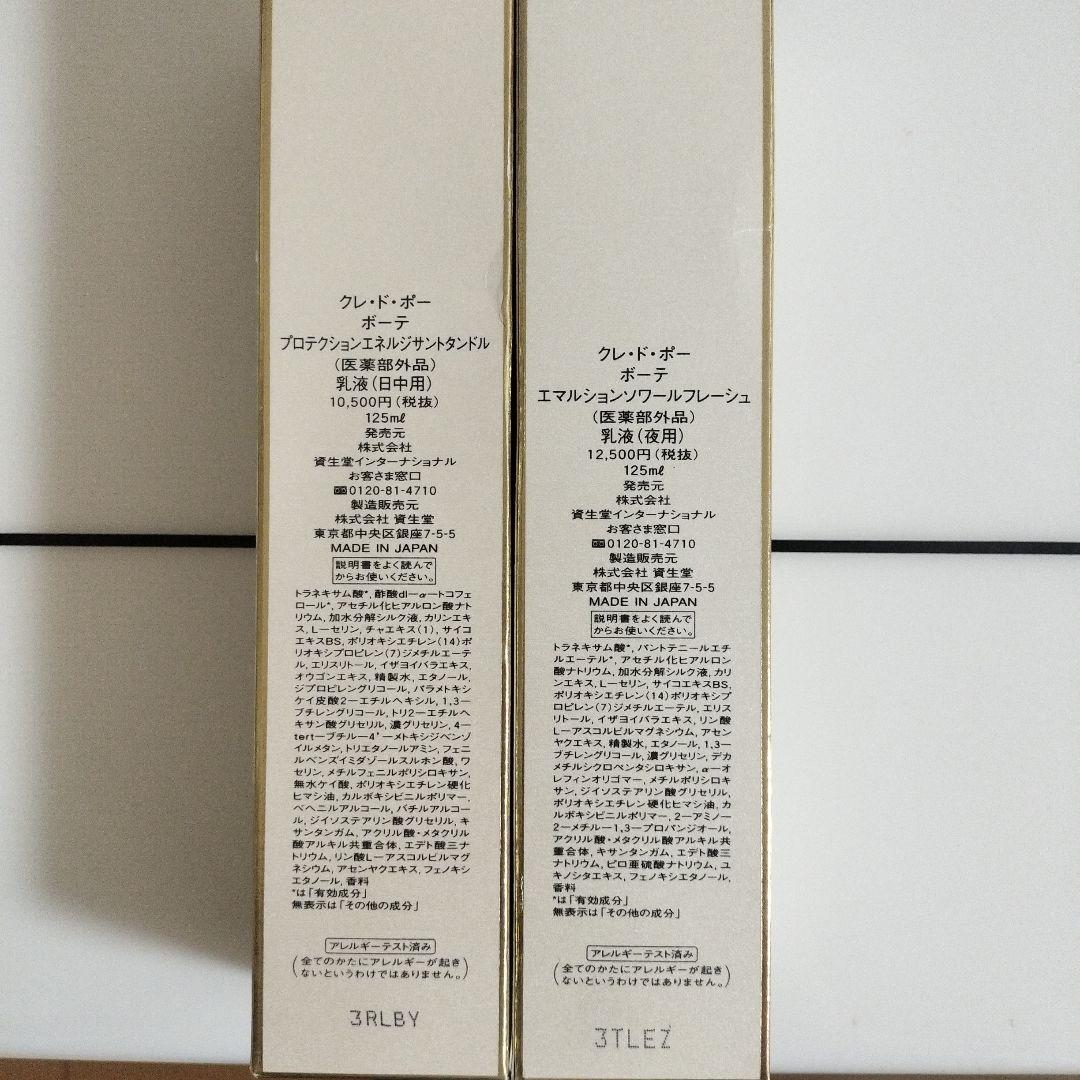 クレ・ド・ポー
ボーテ
プロテクションエネルジサントタンドル
(医薬部外品)
乳液(日中用)
10,500円(税抜)
125mℓ
発売元
株式会社
資生堂インターナショナル
お客さま窓口
0120-81-4710
製造販売元
株式会社 資生堂
東京都中央区銀座7-5-5
MADE IN JAPAN
説明書をよく読んで
からお使いください。
トラネキサム酸*, 酢酸dl-α-トコフェ
ロール*, アセチル化ヒアルロン酸ナト
リウム, 加水分解シルク液, カリンエキ
ス, L-セリン, チャエキス(1), サイコ
エキスBS, ポリオキシエチレン(14)ポ
リオキシプロピレン(7)ジメチルエーテ
ル, エリスリトール, イザヨイバラエキス,
オウゴンエキス, 精製水, エタノール,
ジプロピレングリコール, パラメトキシ
ケイ皮酸2-エチルヘキシル, 1,3-
ブチレングリコール, トリ2-エチルヘ
キサン酸グリセリル, 濃グリセリン, 4-
tert-ブチル-4'-メトキシジベンゾ
イルメタン, トリエタノールアミン, フェニ
ルベンズイミダゾールスルホン酸, ワ
セリン, メチルフェニルポリシロキサン,
無水ケイ酸, ポリオキシエチレン硬化
ヒマシ油, カルボキシビニルポリマー,
ベヘニルアルコール, バチルアルコー
ル, ジイソステアリン酸グリセリル, キ
サンタンガム, アクリル酸・メタクリル
酸アルキル共重合体, エデト酸三ナ
トリウム, リン酸L-アスコルビルマグ
ネシウム, アセンヤクエキス, フェノキシ
エタノール, 香料
*は「有効成分」
無表示は「その他の成分」
アレルギーテスト済み
(全てのかたにアレルギーが起き
ないというわけではありません。)
3RLBY
クレ・ド・ポー
ボーテ
エマルションソワールフレーシュ
(医薬部外品)
乳液(夜用)
12,500円(税抜)
125mℓ
発売元
株式会社
資生堂インターナショナル
お客さま窓口
0120-81-4710
製造販売元
株式会社 資生堂
東京都中央区銀座7-5-5
MADE IN JAPAN
説明書をよく読んで
からお使いください。
トラネキサム酸*, パントテニールエチ
ルエーテル*, アセチル化ヒアルロン
酸ナトリウム, 加水分解シルク液, カリ
ンエキス, L-セリン, サイコエキスBS,
ポリオキシエチレン(14)ポリオキシプ
ロピレン(7)ジメチルエーテル, エリス
リトール, イザヨイバラエキス, リン酸
L-アスコルビルマグネシウム, アセン
ヤクエキス, 精製水, エタノール, 1,3-
ブチレングリコール, 濃グリセリン, デカ
メチルシクロペンタシロキサン, α-オ
レフィンオリゴマー, メチルポリシロキ
サン, ジイソステアリン酸グリセリル,
ポリオキシエチレン硬化ヒマシ油, カ
ルボキシビニルポリマー, 2-アミノ-
2-メチル-1,3-プロパンジオール,
アクリル酸・メタクリル酸アルキル共
重合体, キサンタンガム, エデト酸三
ナトリウム, ピロ亜硫酸ナトリウム, ユ
キノシタエキス, フェノキシエタノール,
香料
*は「有効成分」
無表示は「その他の成分」
アレルギーテスト済み
(全てのかたにアレルギーが起き
ないというわけではありません。)
3TLEZ